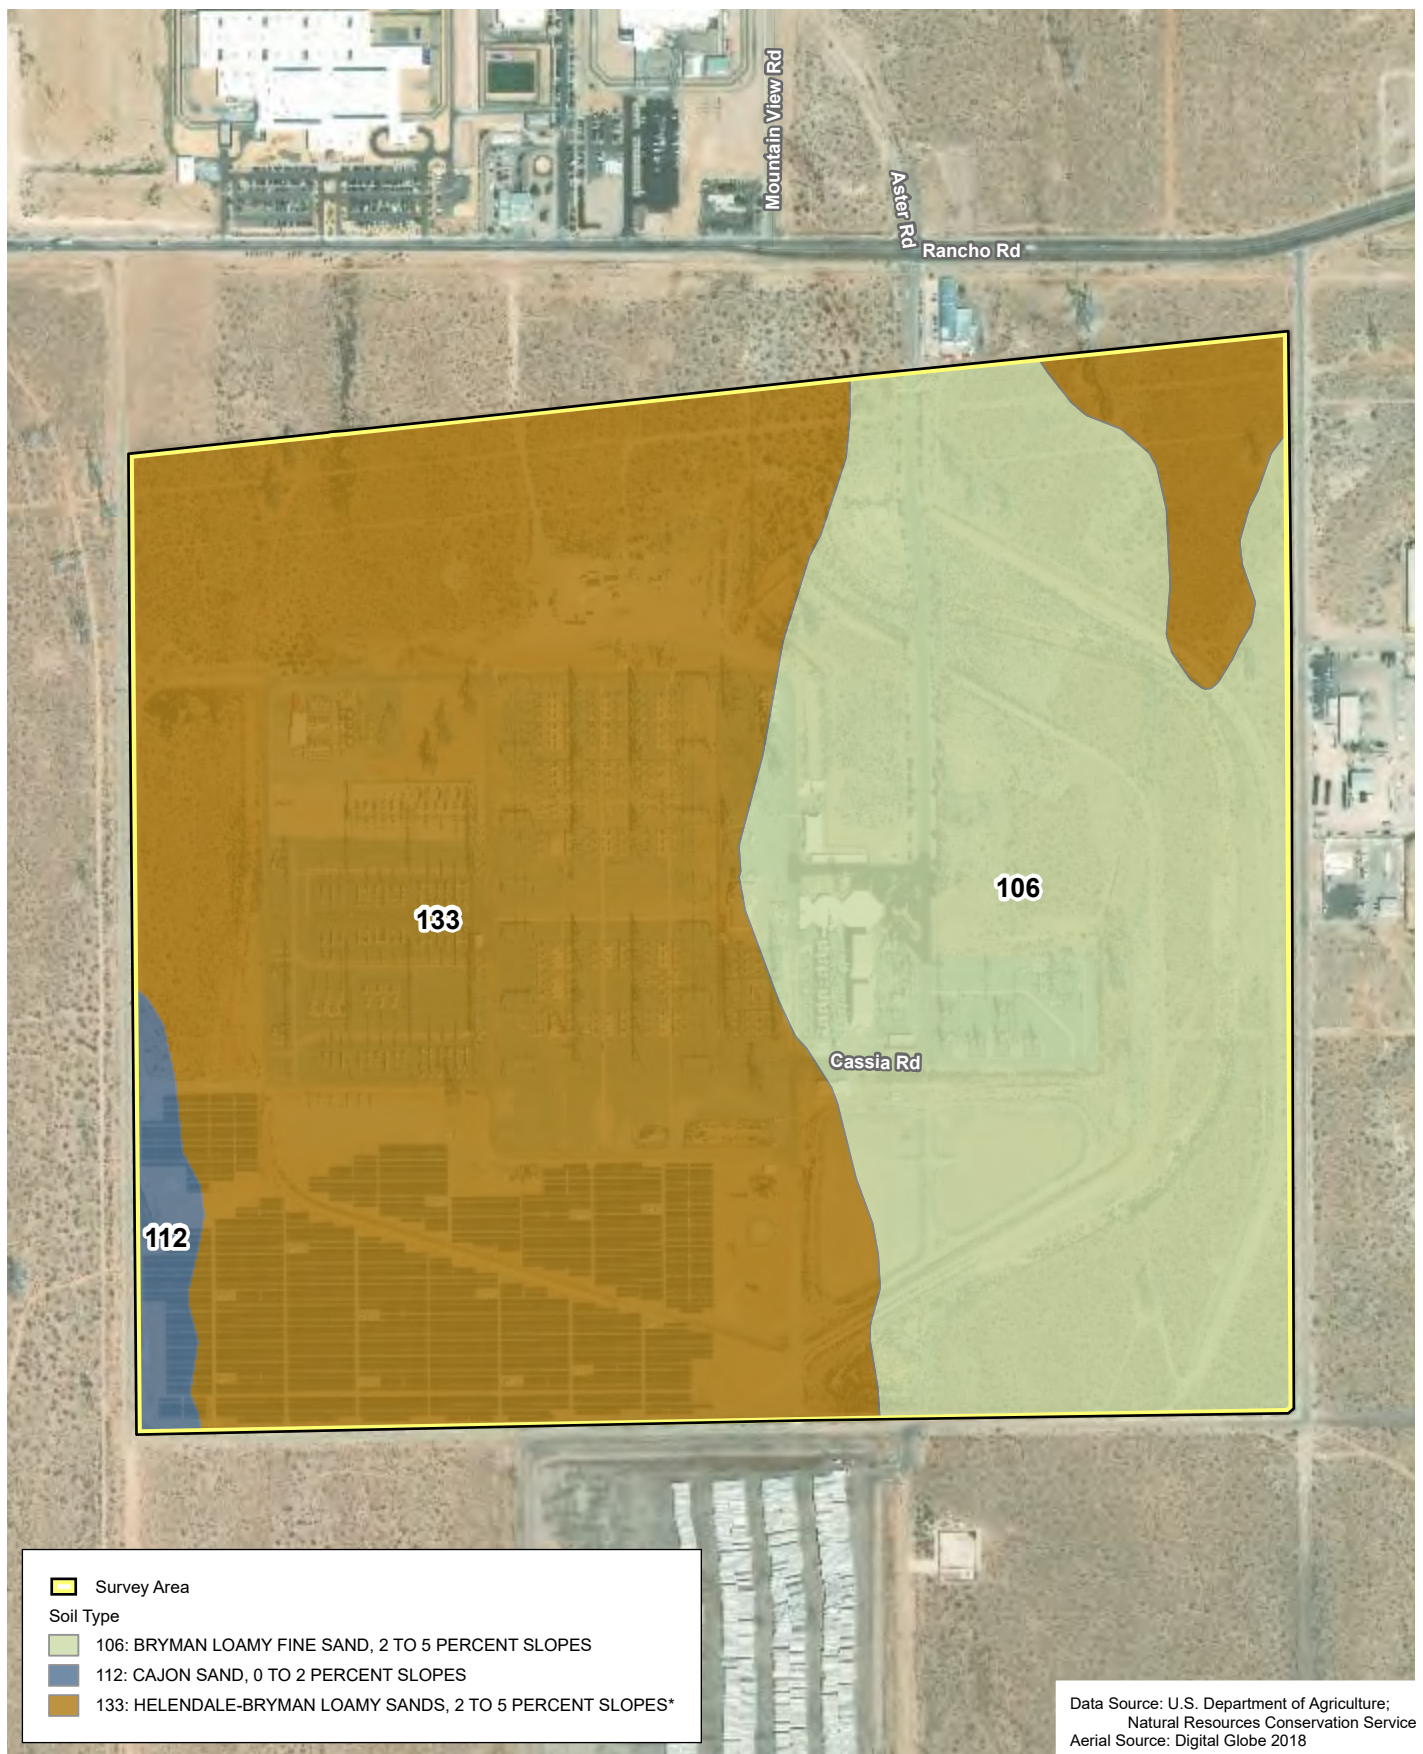 Mountain View Rd
Aster Rd
Rancho Rd
106
133
Cassia Rd
112
Survey Area
Soil Type
106: BRYMAN LOAMY FINE SAND, 2 TO 5 PERCENT SLOPES
112: CAJON SAND, 0 TO 2 PERCENT SLOPES
133: HELENDALE-BRYMAN LOAMY SANDS, 2 TO 5 PERCENT SLOPES*
Data Source: U.S. Department of Agriculture;
Natural Resources Conservation Service
Aerial Source: Digital Globe 2018